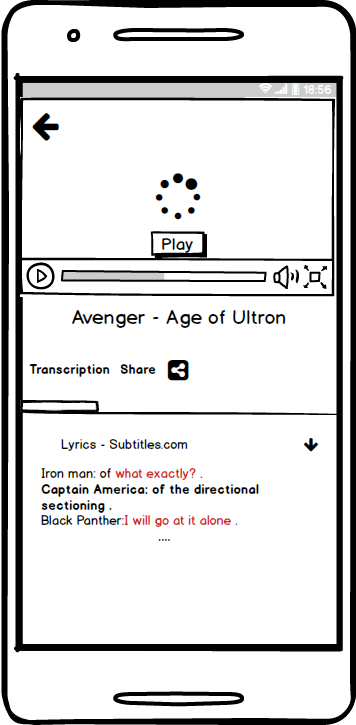 18:56
Play
Avenger - Age of Ultron
Transcription Share
Lyrics - Subtitles.com
Iron man: of what exactly? .
Captain America: of the directional
sectioning .
Black Panther:I will go at it alone .
....